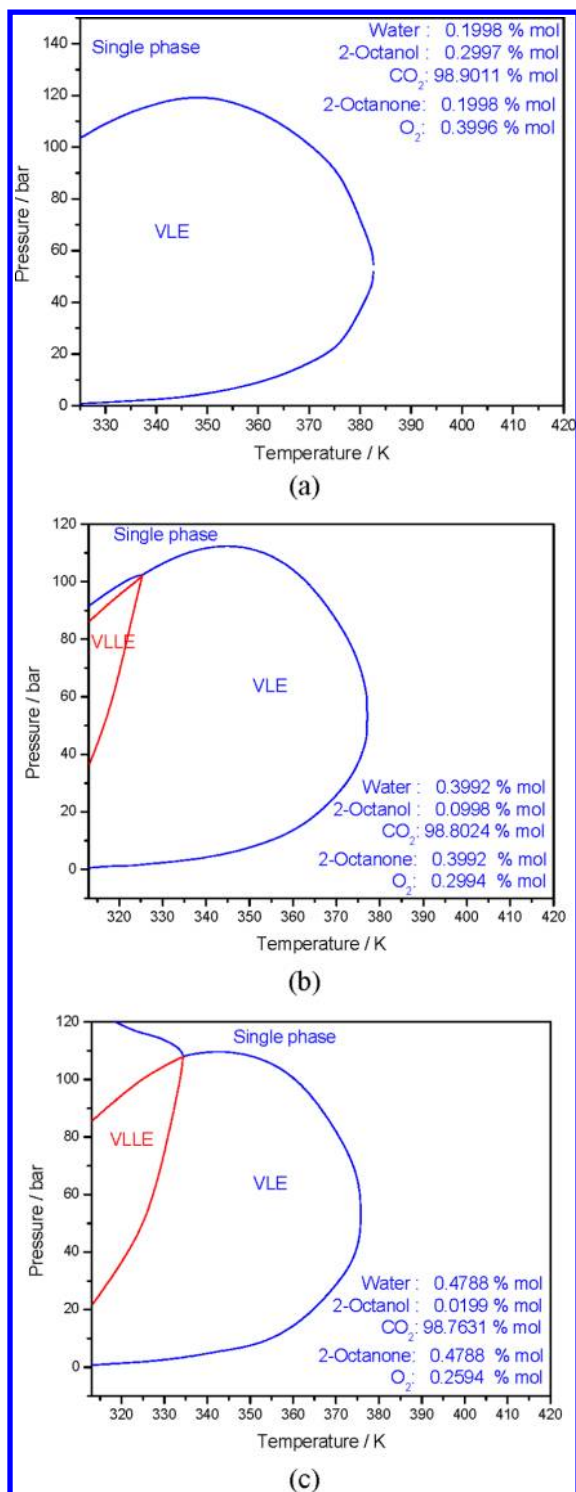 140
120
100
80
60
40
20
0
Pressure / bar
Single phase
VLE
Water : 0.1998 % mol
2-Octanol : 0.2997 % mol
CO2: 98.9011 % mol
2-Octanone: 0.1998 % mol
O2: 0.3996 % mol
330 340 350 360 370 380 390 400 410 420
Temperature / K
(a)
120
100
80
60
40
20
0
Pressure / bar
Single phase
VLLE
VLE
Water : 0.3992 % mol
2-Octanol : 0.0998 % mol
CO2: 98.8024 % mol
2-Octanone: 0.3992 % mol
O2: 0.2994 % mol
320 330 340 350 360 370 380 390 400 410 420
Temperature / K
(b)
120
100
80
60
40
20
0
Pressure / bar
Single phase
VLLE
VLE
Water : 0.4788 % mol
2-Octanol : 0.0199 % mol
CO2: 98.7631 % mol
2-Octanone: 0.4788 % mol
O2: 0.2594 % mol
320 330 340 350 360 370 380 390 400 410 420
Temperature / K
(c)